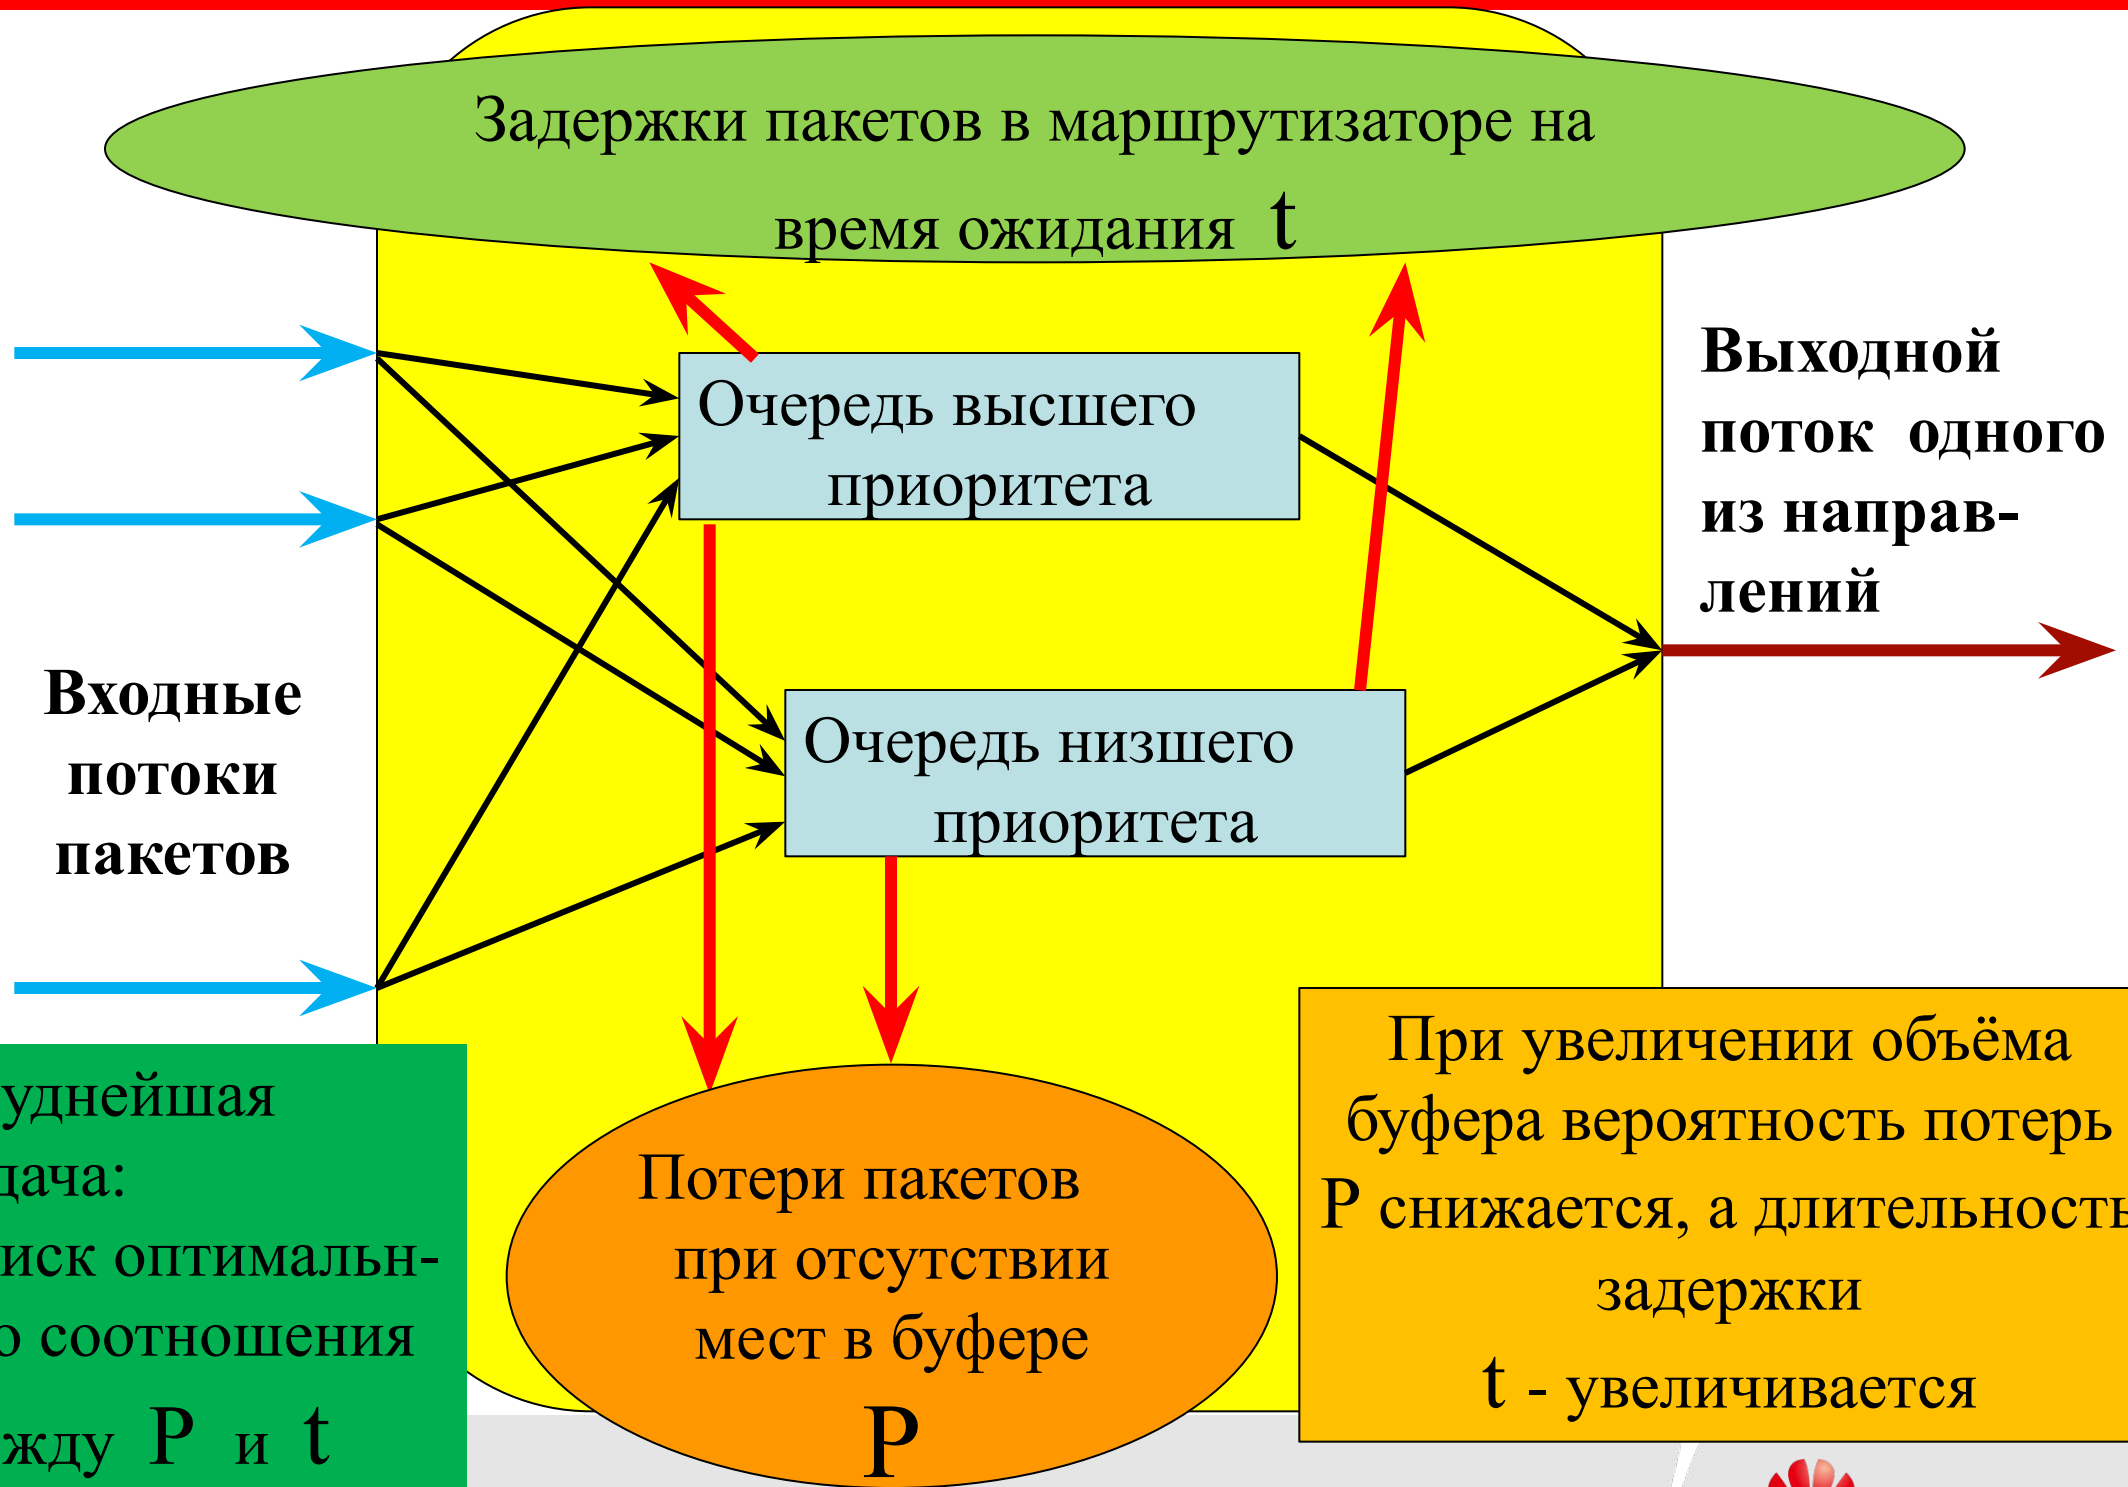 Задержки пакетов в маршрутизаторе на
время ожидания t
Очередь высшего
приоритета
Выходной
поток одного
из направ-
лений
Входные
потоки
пакетов
Очередь низшего
приоритета
уднейшая
дача:
иск оптимальн-
о соотношения
жду P и t
Потери пакетов
при отсутствии
мест в буфере
P
При увеличении объёма
буфера вероятность потерь
P снижается, а длительность
задержки
t - увеличивается